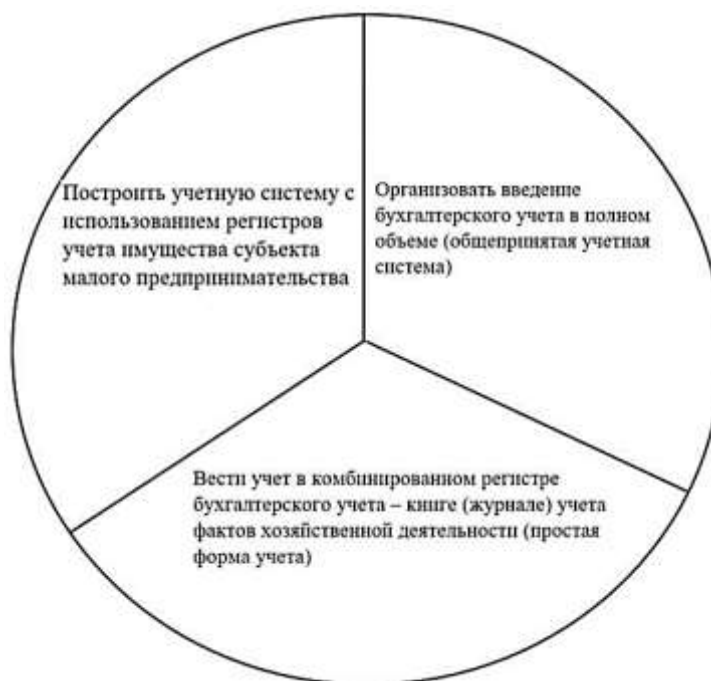 Построить учетную систему с
использованием регистров
учета имущества субъекта
малого предпринимательства
Организовать введение
бухгалтерского учета в полном
объеме (общепринятая учетная
система)
Вести учет в комбинированном регистре
бухгалтерского учета – книге (журнале) учета
фактов хозяйственной деятельности (простая
форма учета)